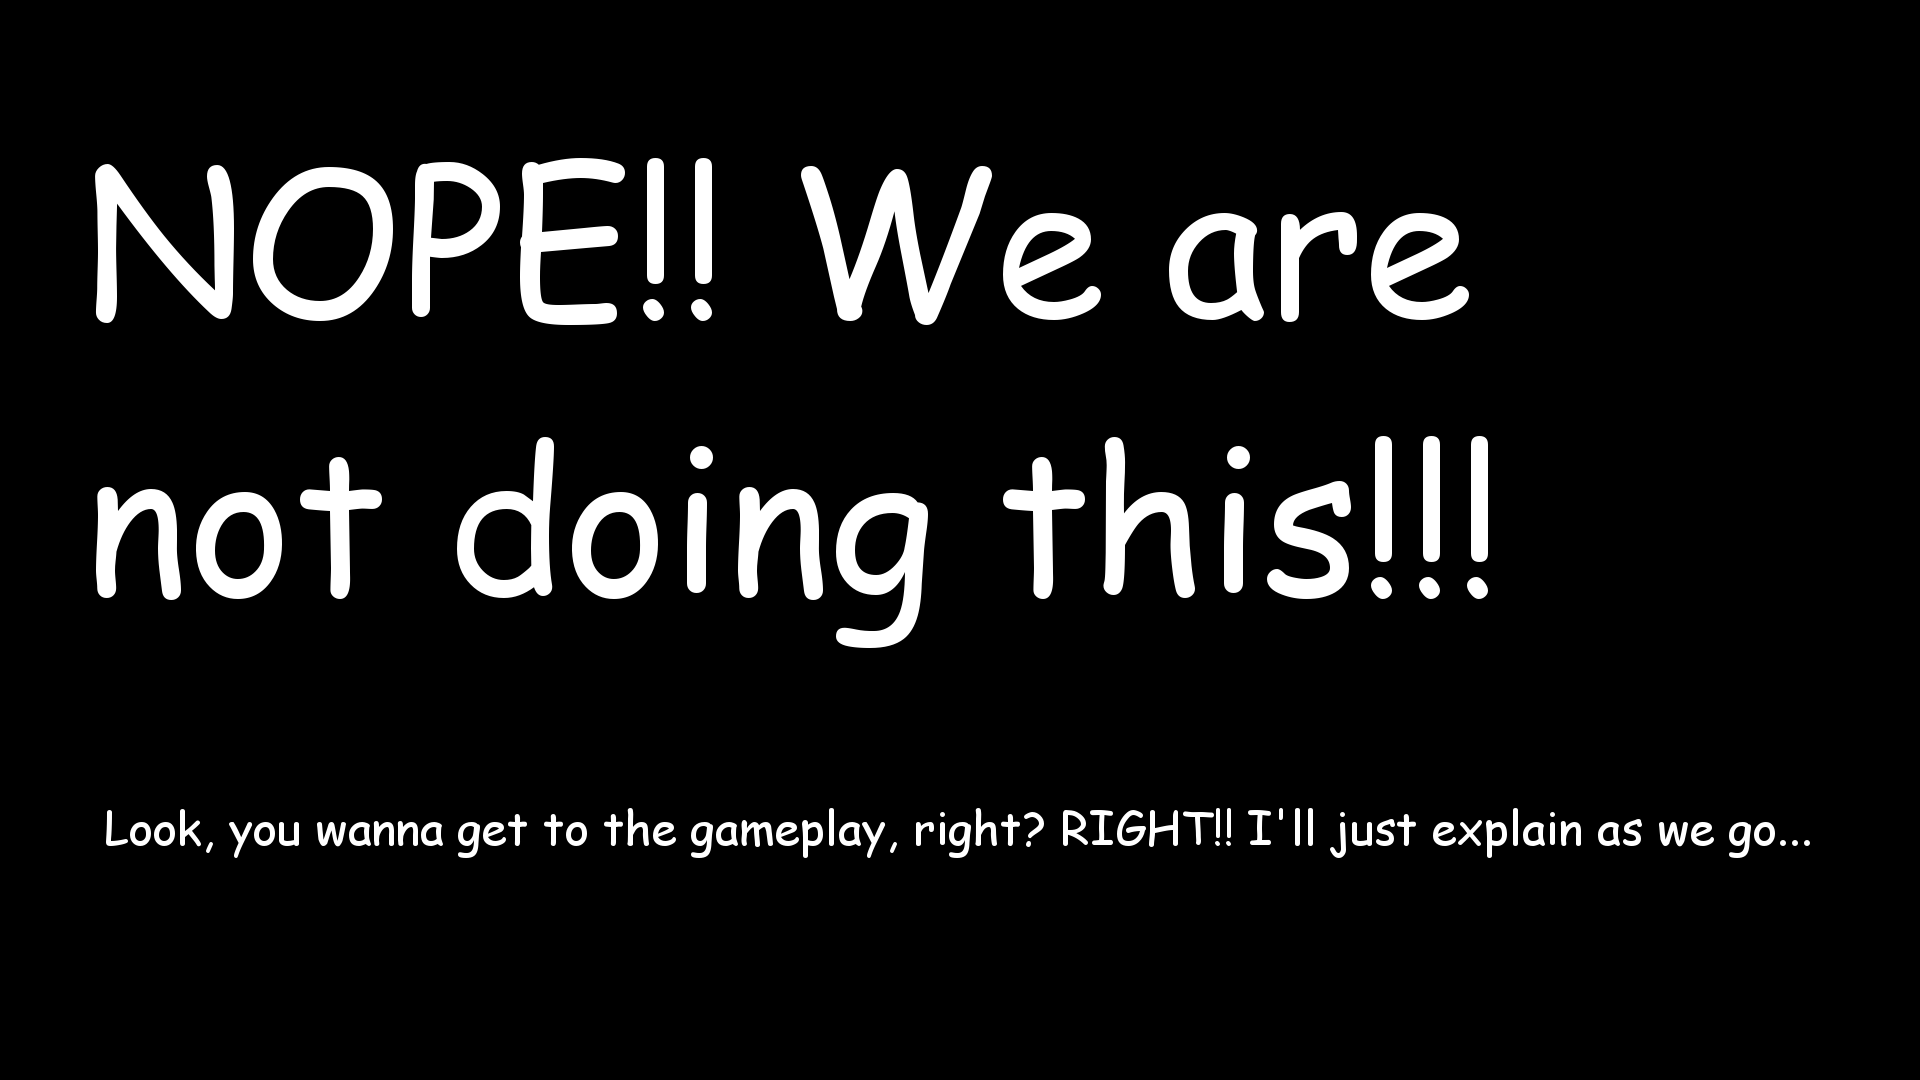 NOPE!! We are
not doing this!!!
Look, you wanna get to the gameplay, right? RIGHT!! I'll just explain as we go...